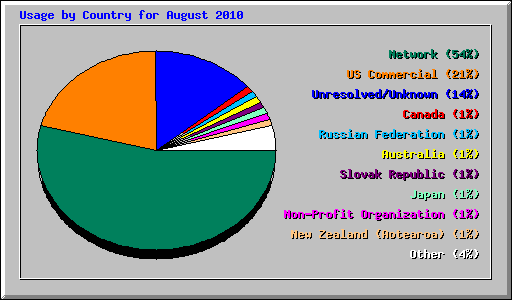 Usage by Country for August 2010
Network (54%)
US Commercial (21%)
Unresolved/Unknown (14%)
Canada (1%)
Russian Federation (1%)
Australia (1%)
Slovak Republic (1%)
Japan (1%)
Non-Profit Organization (1%)
New Zealand (Aotearoa) (1%)
Other (4%)